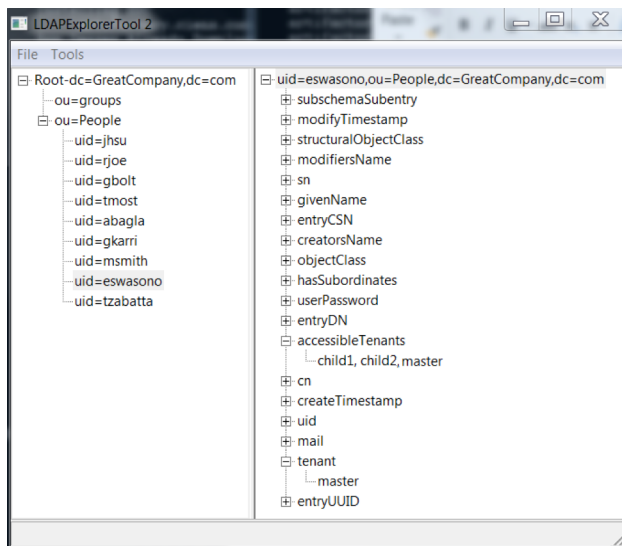 LDAPExplorerTool 2
File Tools
Root-dc=GreatCompany,dc=com
ou=groups
ou=People
uid=jhsu
uid=rjoe
uid=gbolt
uid=tmost
uid=abagla
uid=gkarri
uid=msmith
uid=eswasono
uid=tzabatta
uid=eswasono,ou=People,dc=GreatCompany,dc=com
subschemaSubentry
modifyTimestamp
structuralObjectClass
modifiersName
sn
givenName
entryCSN
creatorsName
objectClass
hasSubordinates
userPassword
entryDN
accessibleTenants
child1, child2, master
cn
createTimestamp
uid
mail
tenant
master
entryUUID